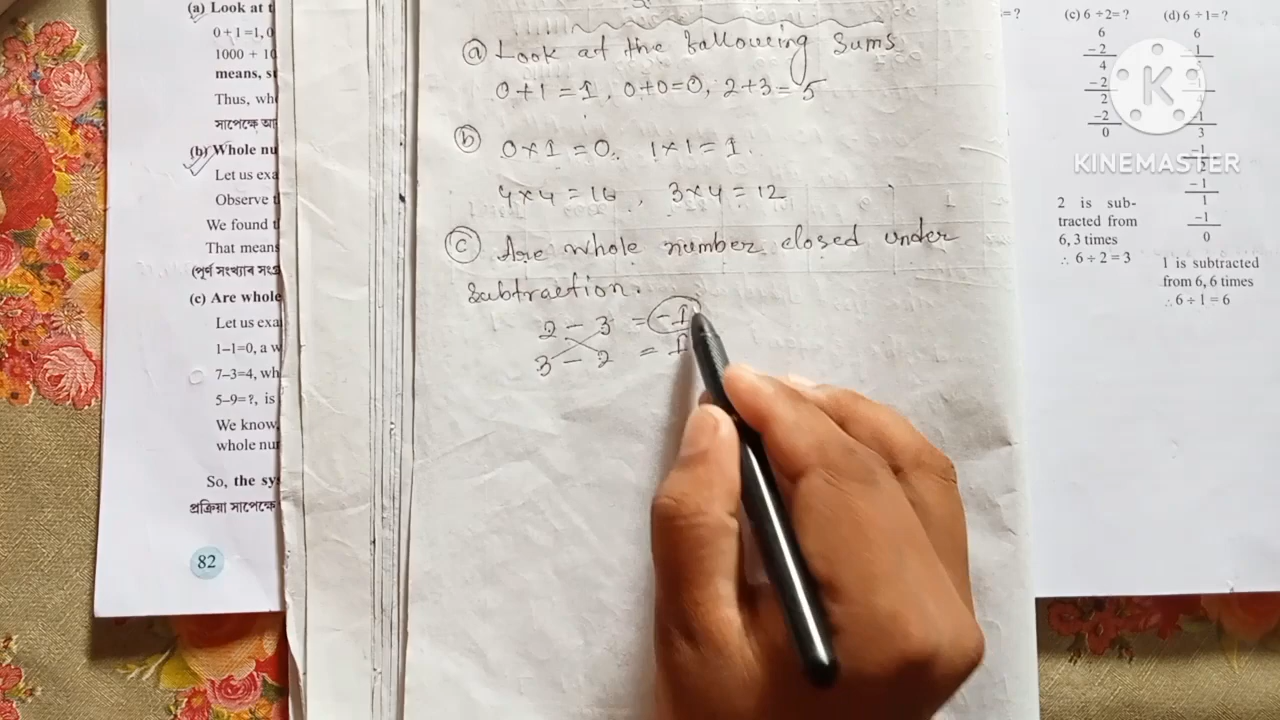 (a) Look at t
0+1=1, 0
1000 + 10
means, s
Thus, wh
সাপেক্ষে আ
(b) Whole nu
Let us exa
Observe t
We found t
That means
(পূৰ্ণ সংখ্যাৰ সংও
(c) Are whole
Let us exa
1–1=0, a w
7–3=4, wh
5–9=?, is
We know,
whole nur
So, the sys
প্ৰক্ৰিয়া সাপেক্ষে
82
(a) Look at the following Sums
0+1=1, 0+0=0, 2+3=5
(b) 0×1=0, 1×1=1.
4×4=16, 3×4=12
(c) Are whole number closed under
Subtraction.
2 – 3 = -1
3 – 2 = 1
=?
(c) 6 ÷2= ?
6
–2
4
–2
2
–2
0
2 is sub-
tracted from
6, 3 times
∴ 6 ÷ 2 = 3
(d) 6 ÷1= ?
6
1
–1
3
–1
–1
1
–1
0
1 is subtracted
from 6, 6 times
∴ 6 ÷ 1 = 6
K
KINEMASTER